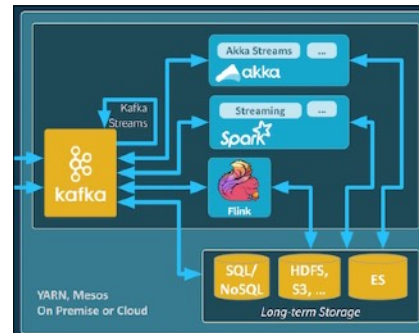 Akka Streams
...
akka
Kafka
Streams
Streaming
...
Spark
kafka
Flink
SQL/
NoSQL
HDFS,
S3, ...
ES
YARN, Mesos
On Premise or Cloud
Long-term Storage